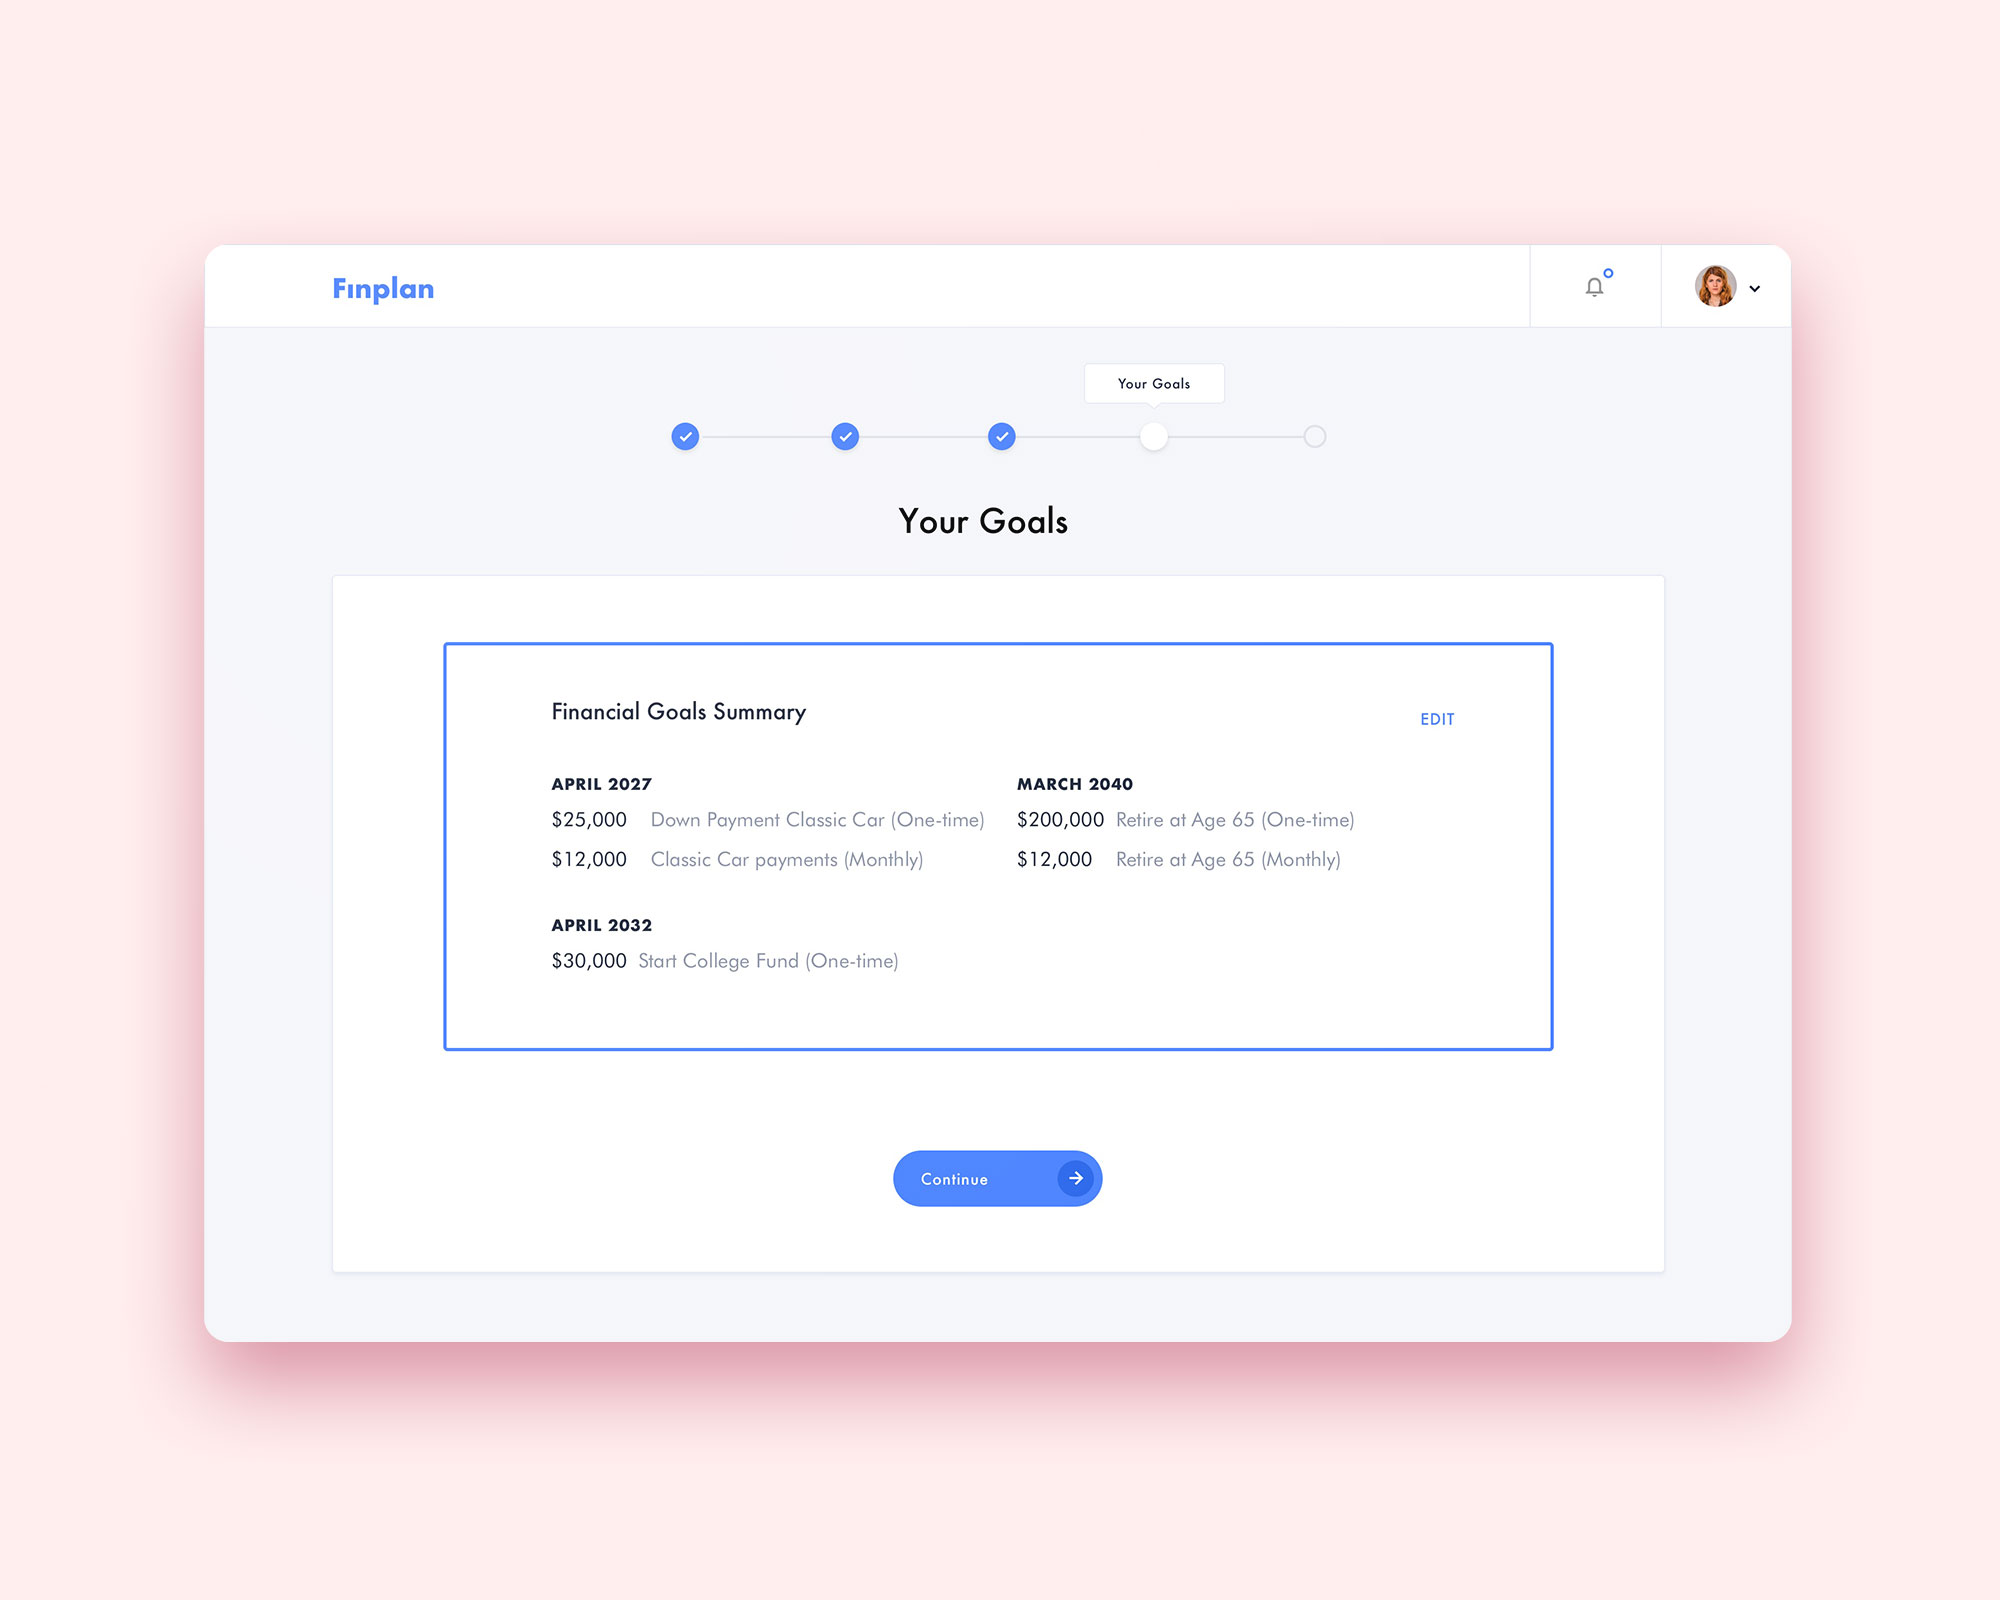 Fınplan
Your Goals
Your Goals
Financial Goals Summary
EDIT
APRIL 2027
$25,000 Down Payment Classic Car (One-time)
$12,000 Classic Car payments (Monthly)
MARCH 2040
$200,000 Retire at Age 65 (One-time)
$12,000 Retire at Age 65 (Monthly)
APRIL 2032
$30,000 Start College Fund (One-time)
Continue